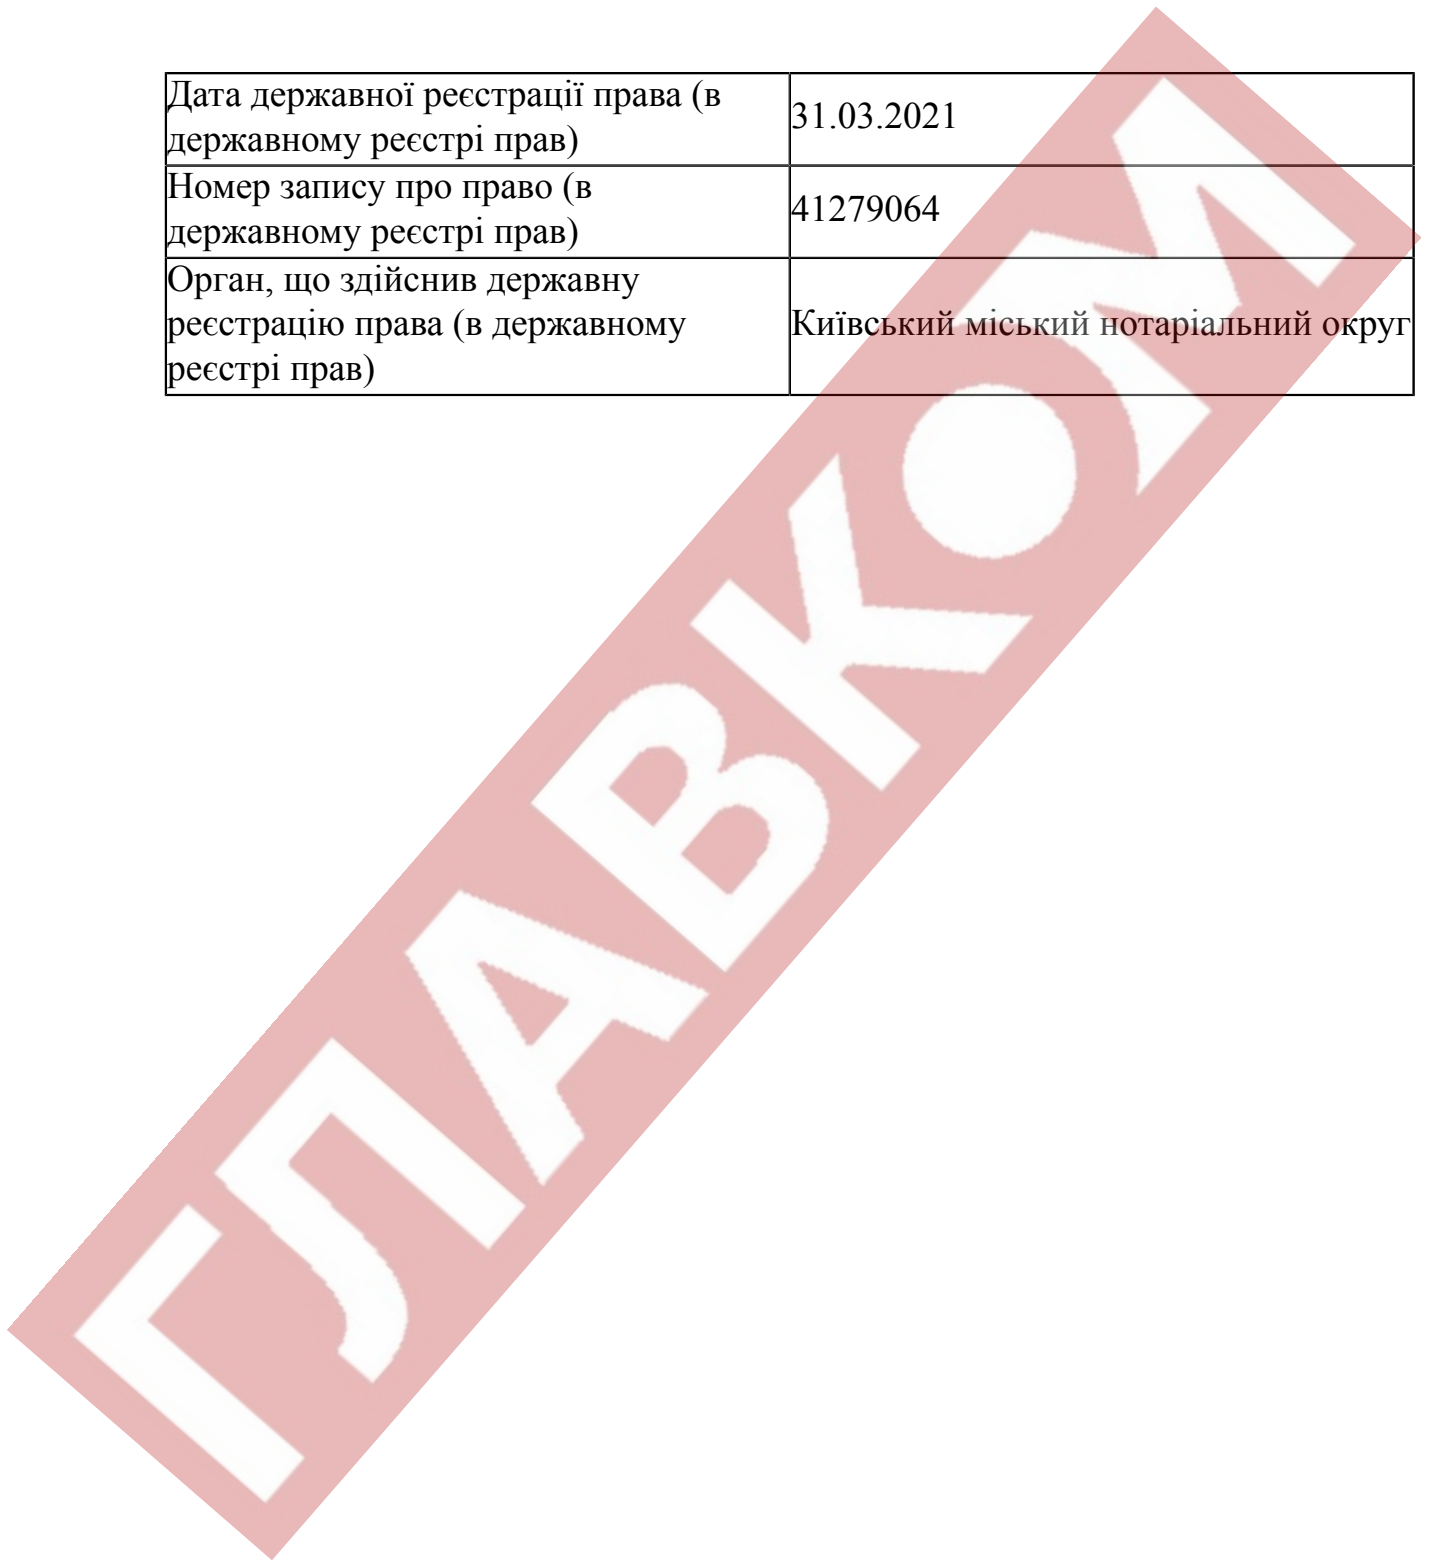 Дата державної реєстрації права (в
державному реєстрі прав)
31.03.2021
Номер запису про право (в
державному реєстрі прав)
41279064
Орган, що здійснив державну
реєстрацію права (в державному
реєстрі прав)
Київський міський нотаріальний округ
ГЛАВКОМ